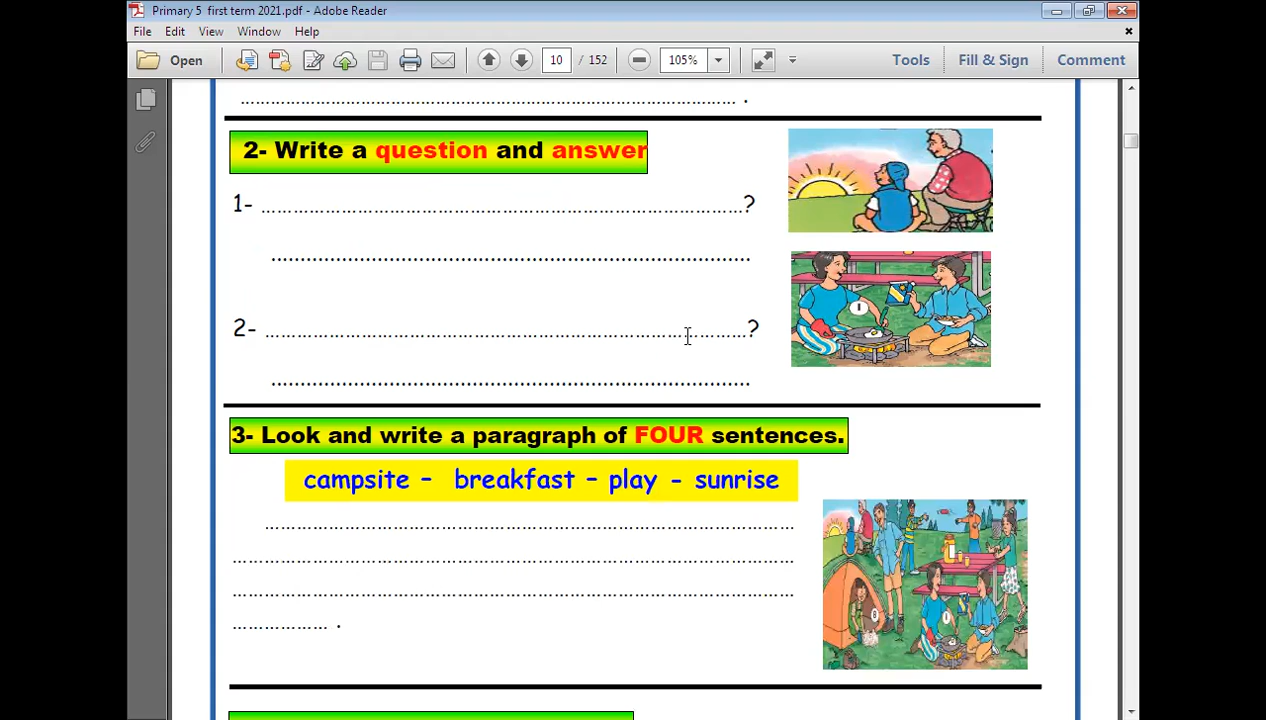 Primary 5 first term 2021.pdf - Adobe Reader
File Edit View Window Help
Open 10 / 152 105% Tools Fill & Sign Comment
........................................................................................ .
2- Write a question and answer
1- ........................................................................................?
........................................................................................
2- ........................................................................................?
........................................................................................
3- Look and write a paragraph of FOUR sentences.
campsite - breakfast - play - sunrise
........................................................................................
........................................................................................
........................................................................................
.................. .